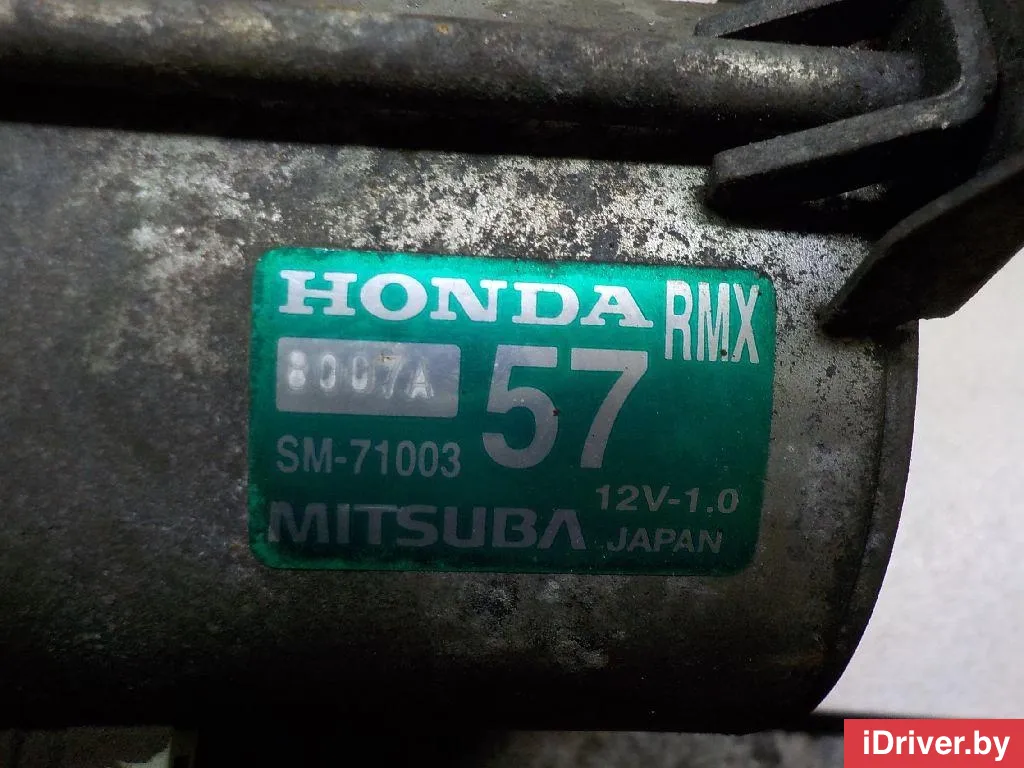 HONDA RMX
8007A 57
SM-71003
12V-1.0
MITSUBA JAPAN
iDriver.by